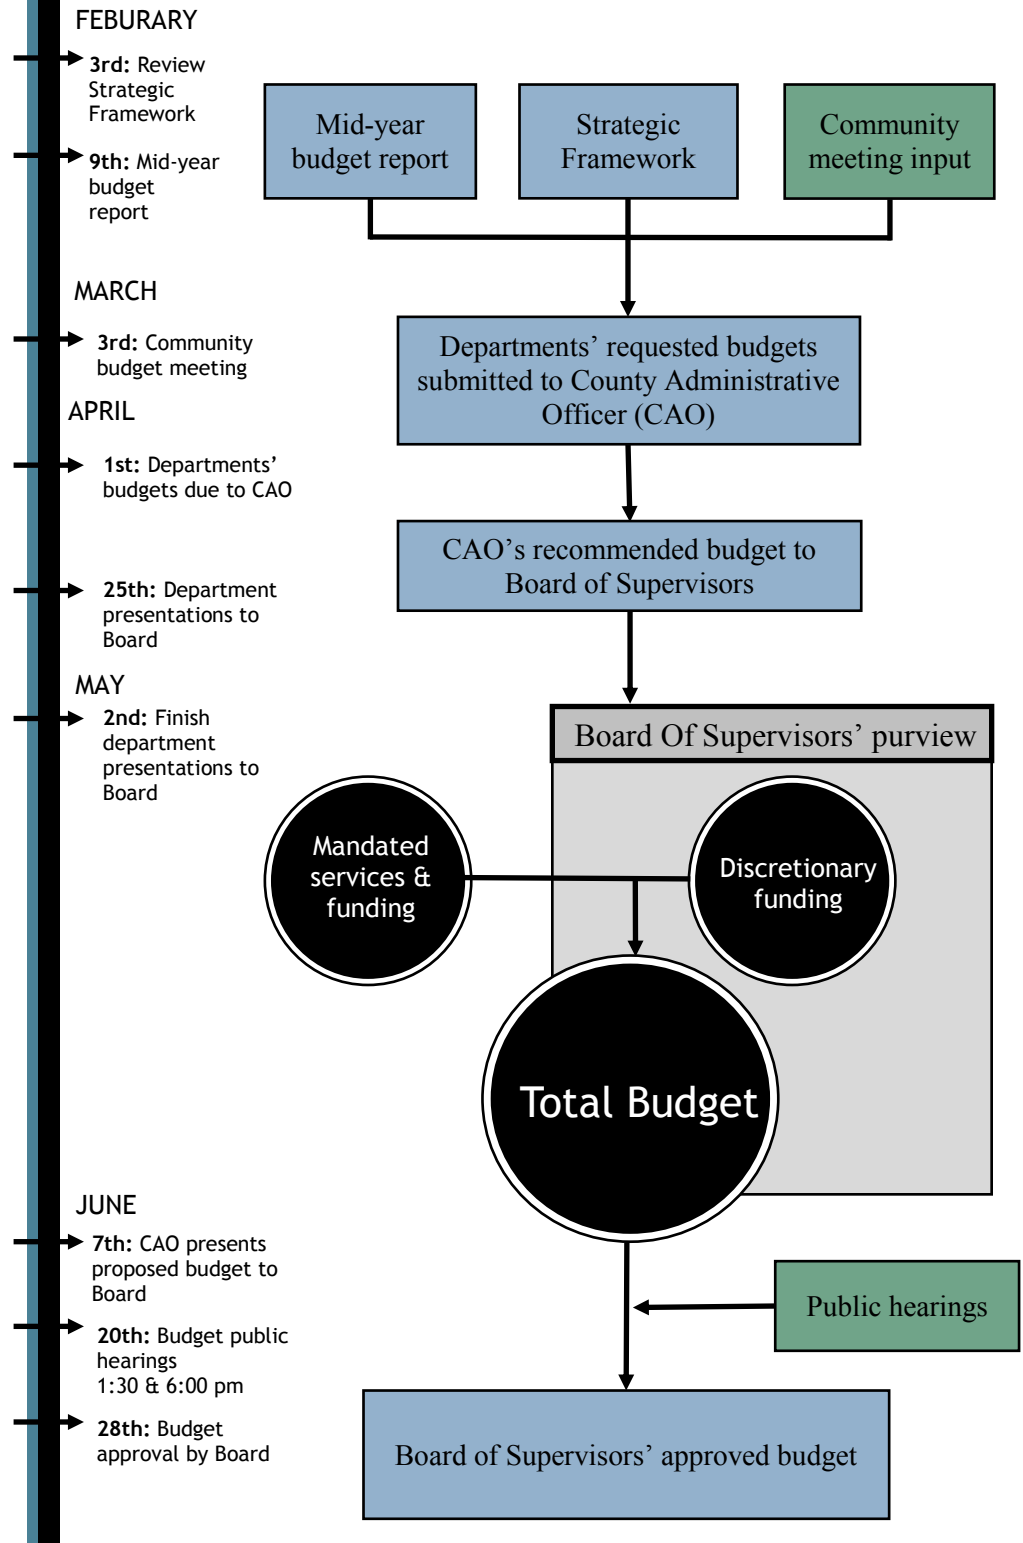 FEBURARY
3rd: Review
Strategic
Framework
9th: Mid-year
budget
report
MARCH
3rd: Community
budget meeting
APRIL
1st: Departments’
budgets due to CAO
25th: Department
presentations to
Board
MAY
2nd: Finish
department
presentations to
Board
JUNE
7th: CAO presents
proposed budget to
Board
20th: Budget public
hearings
1:30 & 6:00 pm
28th: Budget
approval by Board
Mid-year
budget report
Strategic
Framework
Community
meeting input
Departments’ requested budgets
submitted to County Administrative
Officer (CAO)
CAO’s recommended budget to
Board of Supervisors
Board Of Supervisors’ purview
Mandated
services &
funding
Discretionary
funding
Total Budget
Public hearings
Board of Supervisors’ approved budget